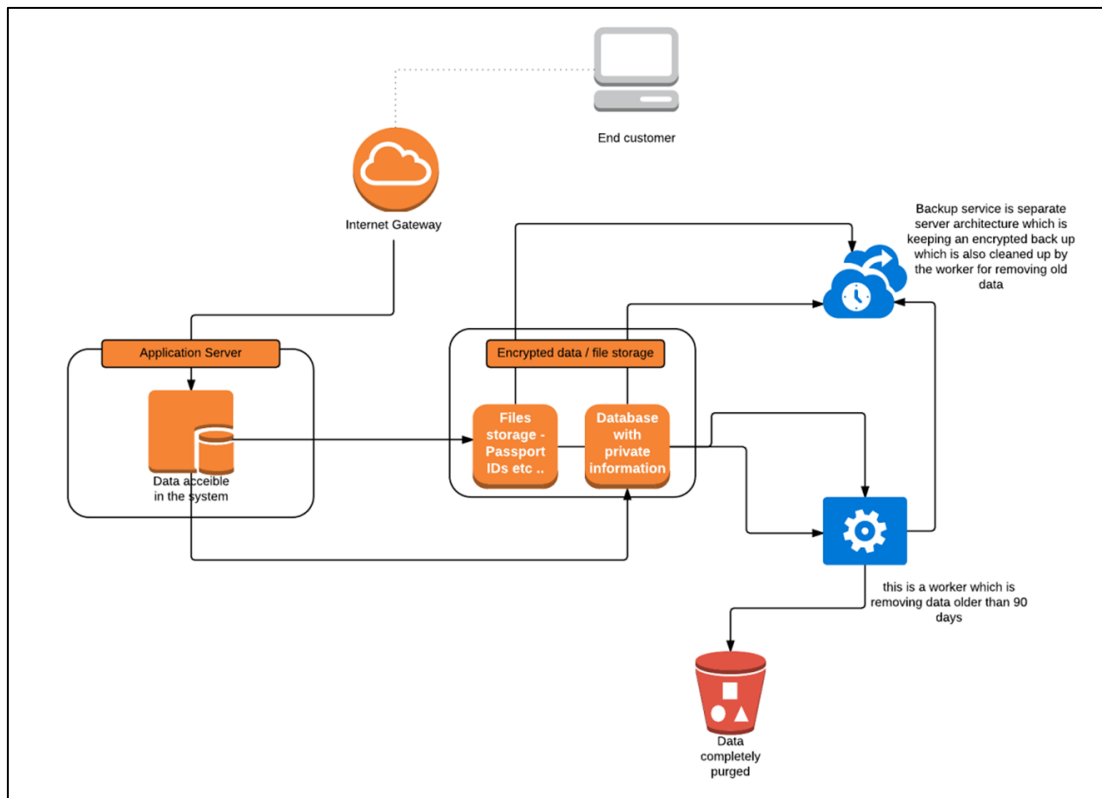 End customer
Internet Gateway
Backup service is separate
server architecture which is
keeping an encrypted back up
which is also cleaned up by
the worker for removing old
data
Application Server
Encrypted data / file storage
Files
storage -
Passport
IDs etc ..
Database
with
private
information
Data acceible
in the system
this is a worker which is
removing data older than 90
days
Data
completely
purged